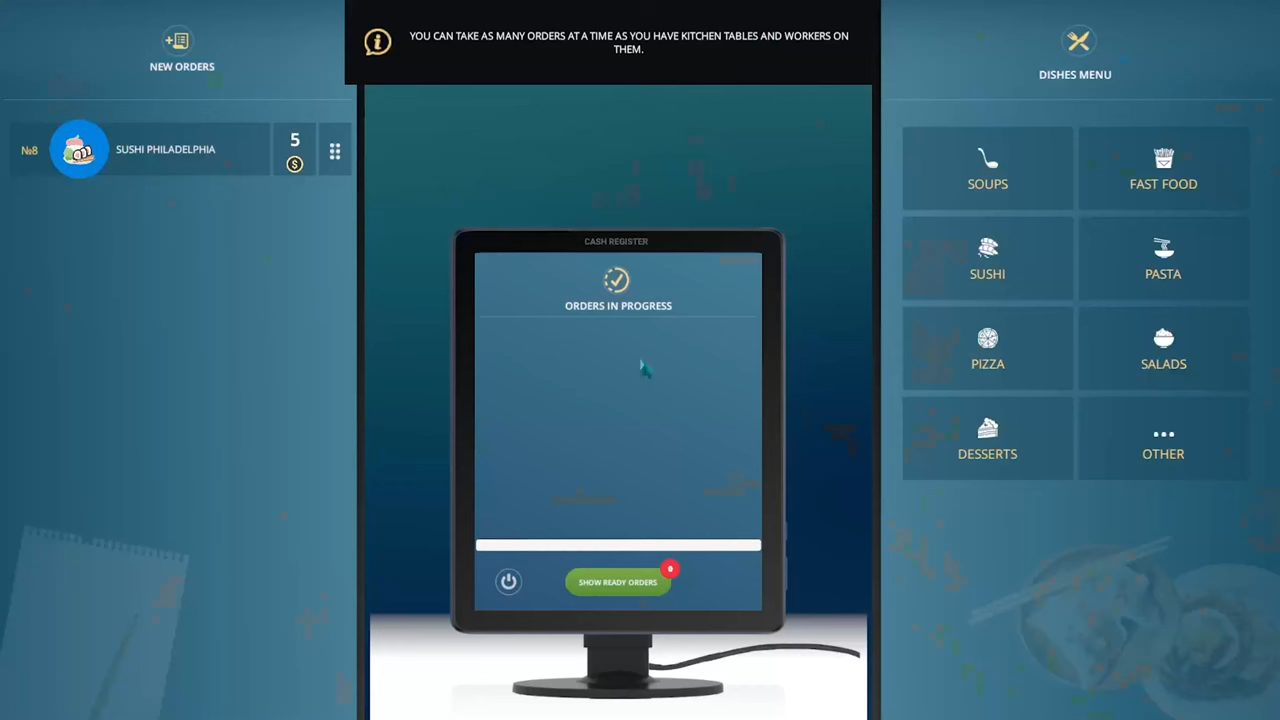 NEW ORDERS
№8
SUSHI PHILADELPHIA
5
$
YOU CAN TAKE AS MANY ORDERS AT A TIME AS YOU HAVE KITCHEN TABLES AND WORKERS ON
THEM.
CASH REGISTER
ORDERS IN PROGRESS
SHOW READY ORDERS
0
DISHES MENU
SOUPS
FAST FOOD
SUSHI
PASTA
PIZZA
SALADS
DESSERTS
OTHER